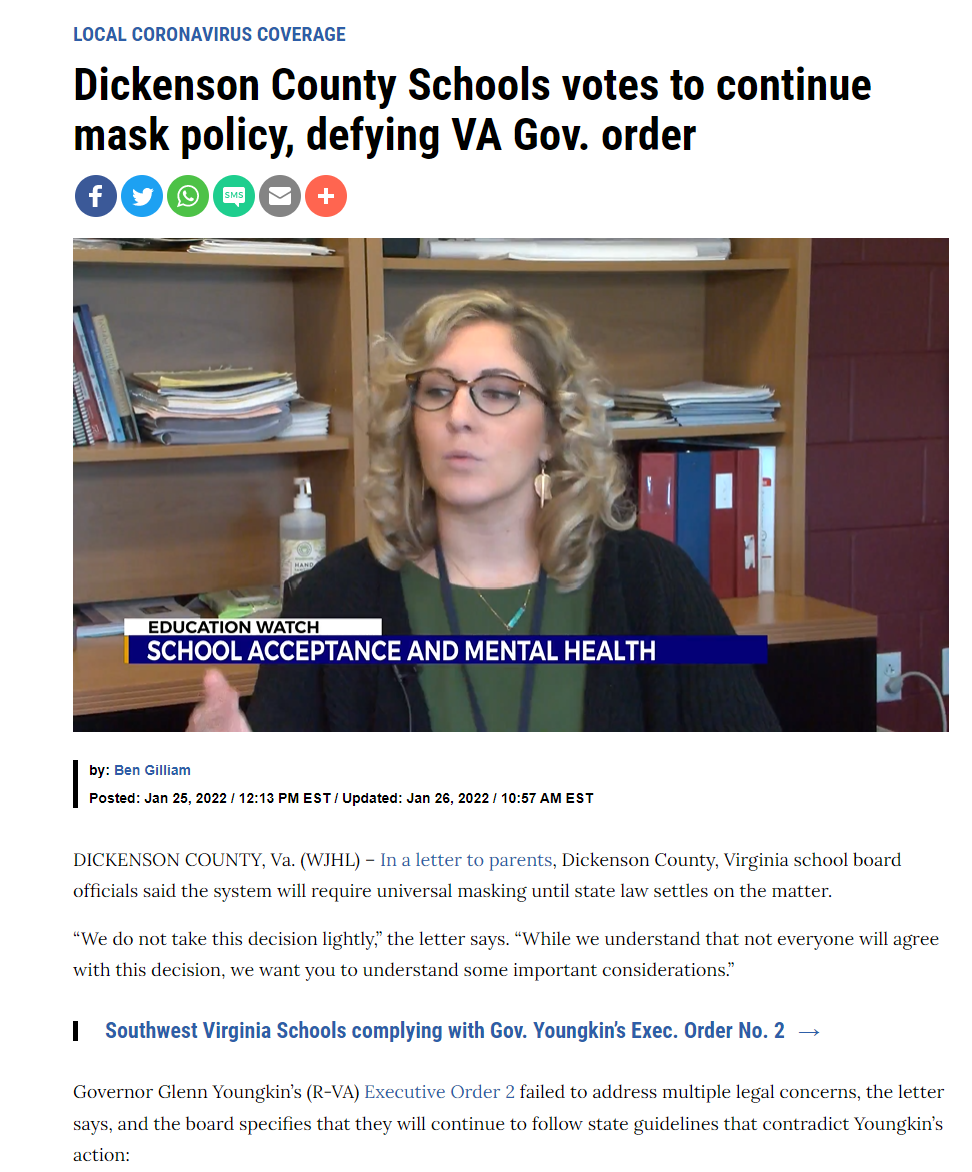 LOCAL CORONAVIRUS COVERAGE
Dickenson County Schools votes to continue
mask policy, defying VA Gov. order
SMS
HAND
EDUCATION WATCH
SCHOOL ACCEPTANCE AND MENTAL HEALTH
by: Ben Gilliam
Posted: Jan 25, 2022 / 12:13 PM EST / Updated: Jan 26, 2022 / 10:57 AM EST
DICKENSON COUNTY, Va. (WJHL) – In a letter to parents, Dickenson County, Virginia school board
officials said the system will require universal masking until state law settles on the matter.
“We do not take this decision lightly,” the letter says. “While we understand that not everyone will agree
with this decision, we want you to understand some important considerations.”
Southwest Virginia Schools complying with Gov. Youngkin’s Exec. Order No. 2 →
Governor Glenn Youngkin’s (R-VA) Executive Order 2 failed to address multiple legal concerns, the letter
says, and the board specifies that they will continue to follow state guidelines that contradict Youngkin’s
action: